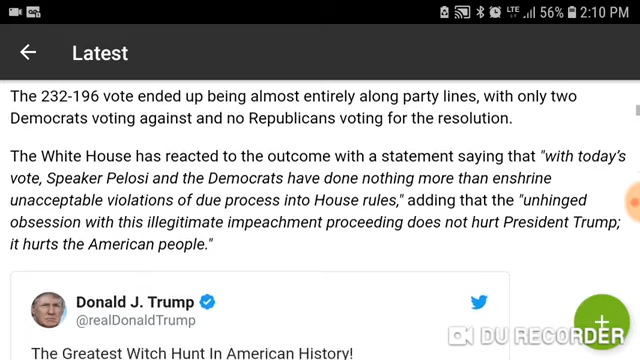 LTE 56% 2:10 PM
Latest
The 232-196 vote ended up being almost entirely along party lines, with only two
Democrats voting against and no Republicans voting for the resolution.
The White House has reacted to the outcome with a statement saying that "with today's
vote, Speaker Pelosi and the Democrats have done nothing more than enshrine
unacceptable violations of due process into House rules," adding that the "unhinged
obsession with this illegitimate impeachment proceeding does not hurt President Trump;
it hurts the American people."
Donald J. Trump
@realDonaldTrump
The Greatest Witch Hunt In American History!
DU RECORDER